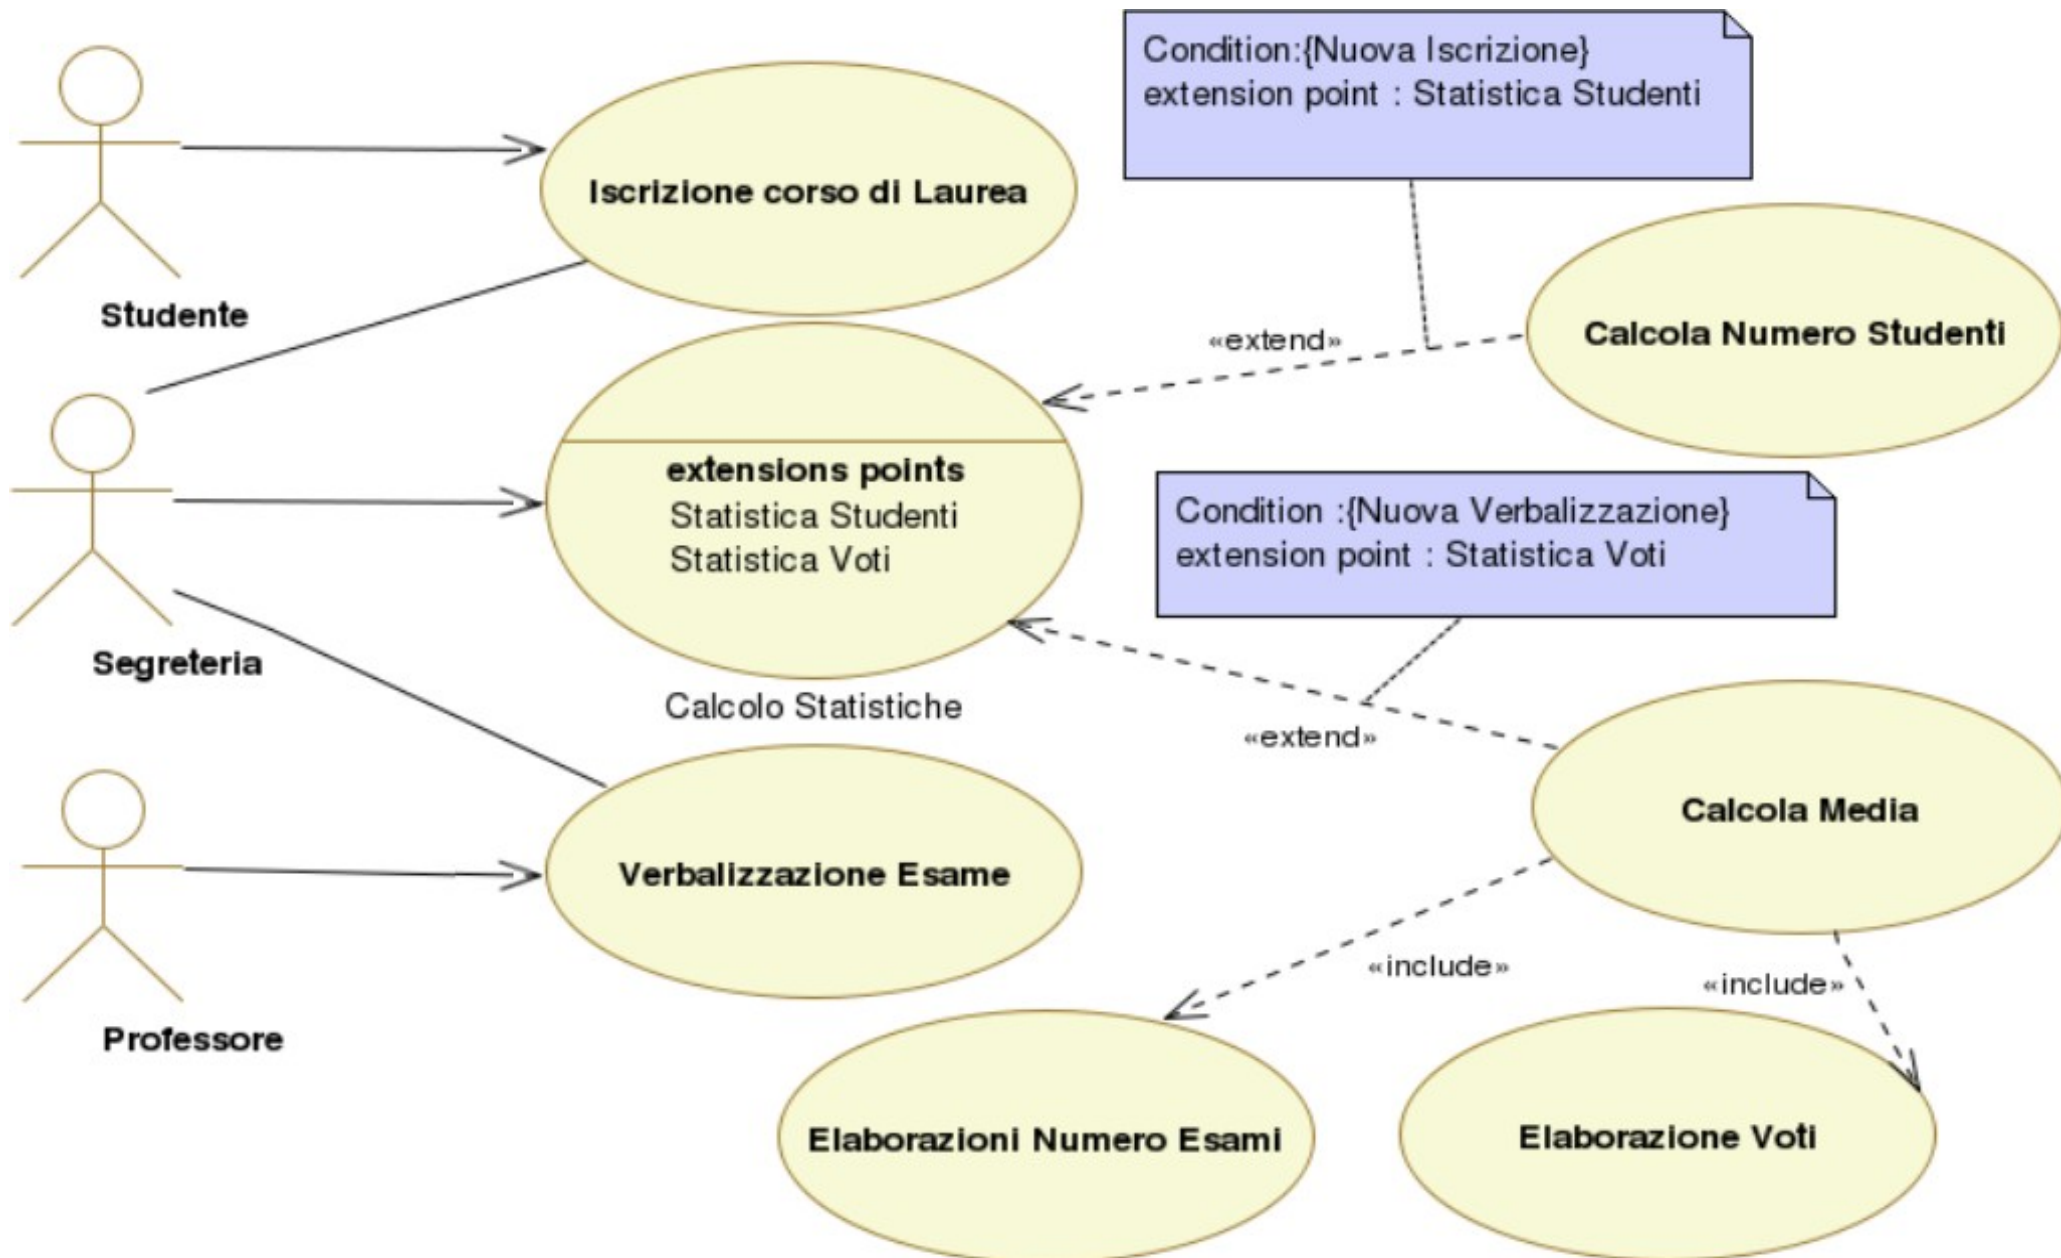 Condition:{Nuova Iscrizione}
extension point : Statistica Studenti
Iscrizione corso di Laurea
Studente
«extend»
Calcola Numero Studenti
extensions points
Statistica Studenti
Statistica Voti
Condition :{Nuova Verbalizzazione}
extension point : Statistica Voti
Segreteria
Calcolo Statistiche
«extend»
Calcola Media
Verbalizzazione Esame
«include»
«include»
Professore
Elaborazioni Numero Esami
Elaborazione Voti